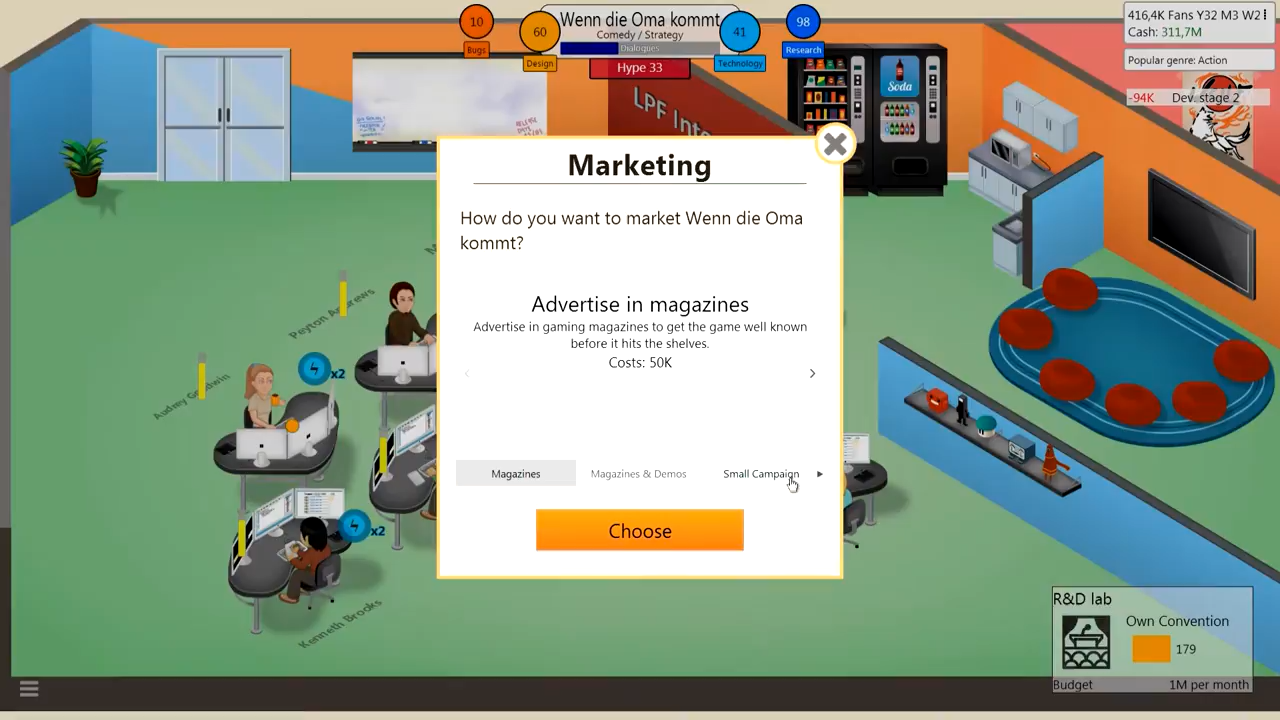 10
Bugs
60
Design
Wenn die Oma kommt
Comedy / Strategy
Dialogues
Hype 33
41
Technology
98
Research
416,4K Fans Y32 M3 W2
Cash: 311,7M
Popular genre: Action
-94K Dev. stage 2
Soda
LPF Inte
Marketing
How do you want to market Wenn die Oma
kommt?
Advertise in magazines
Advertise in gaming magazines to get the game well known
before it hits the shelves.
Costs: 50K
Magazines
Magazines & Demos
Small Campaign
Choose
Peyton Andrews
Audrey Goodwin
x2
x2
Kenneth Brooks
R&D lab
Own Convention
179
Budget
1M per month